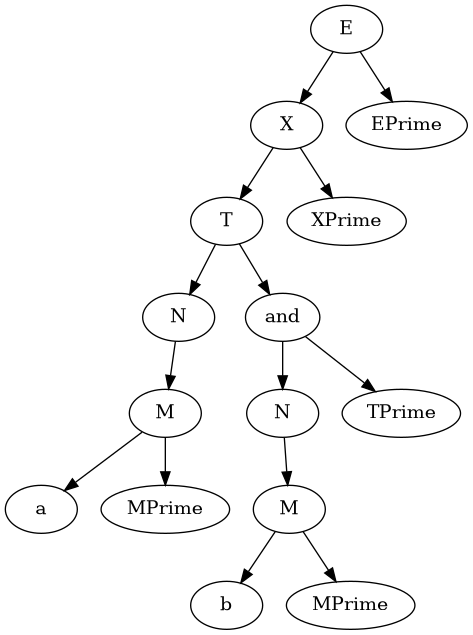 E
X EPrime
T XPrime
N and
M N TPrime
a MPrime M
b MPrime